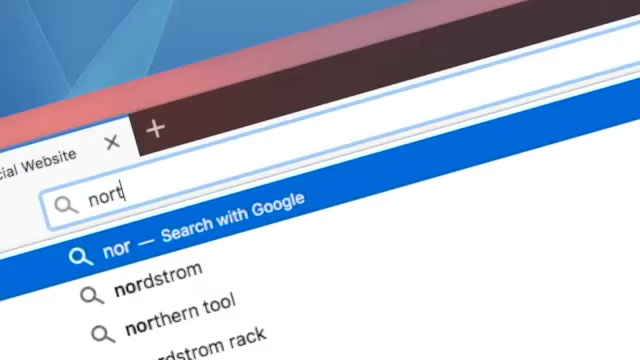 cial Website
nort
nor — Search with Google
nordstrom
northern tool
rdstrom rack